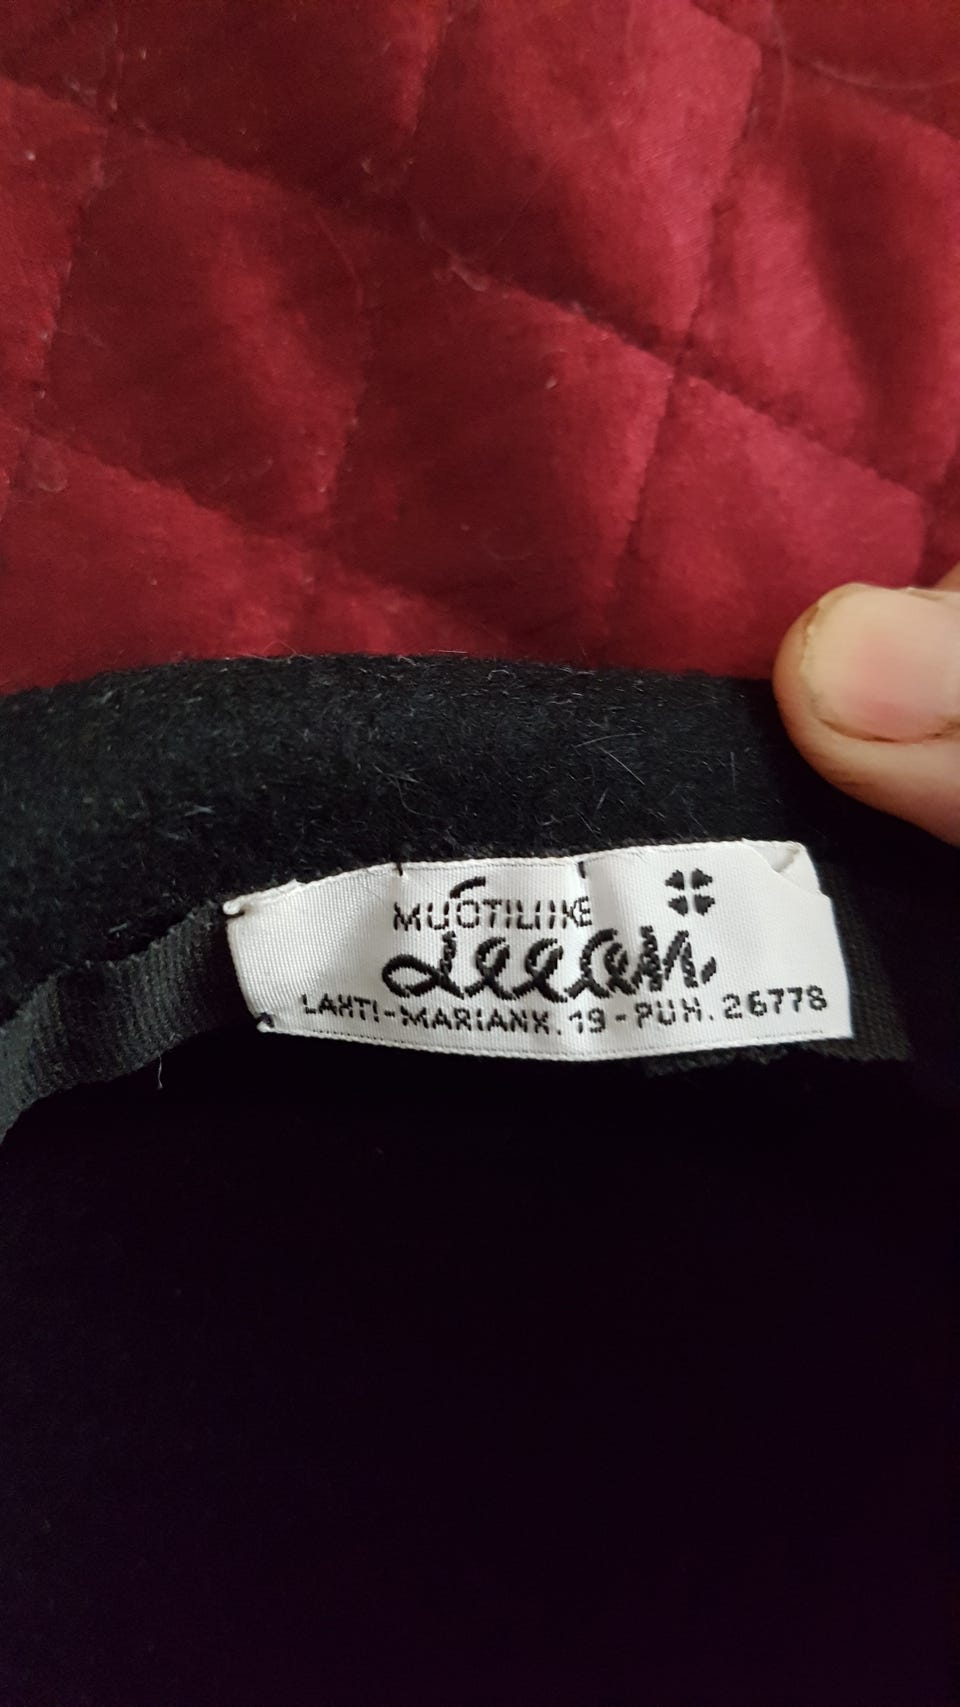 MUOTILIIKE
LAHTI-MARIANK. 19 - PUH. 26778